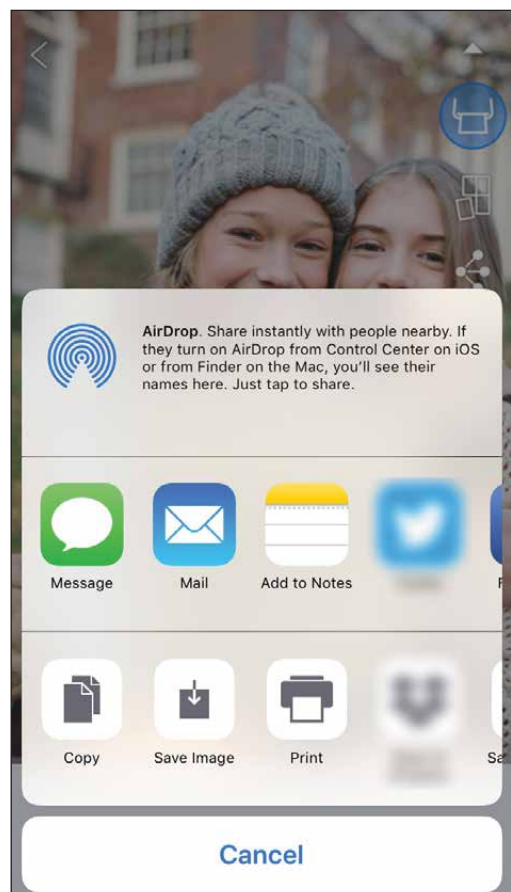 AirDrop. Share instantly with people nearby. If
they turn on AirDrop from Control Center on iOS
or from Finder on the Mac, you'll see their
names here. Just tap to share.
Message
Mail
Add to Notes
F
Copy
Save Image
Print
Sa
Cancel